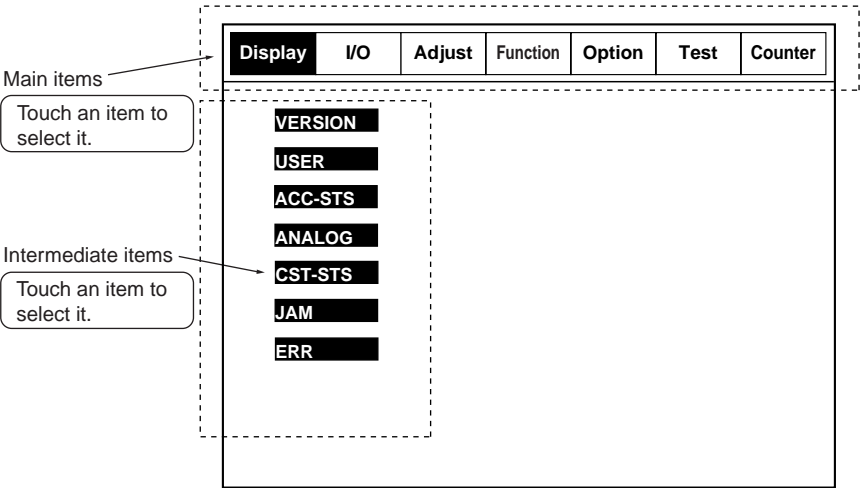 Display I/O Adjust Function Option Test Counter
Main items
Touch an item to
select it.
VERSION
USER
ACC-STS
ANALOG
Intermediate items
CST-STS
Touch an item to
select it.
JAM
ERR